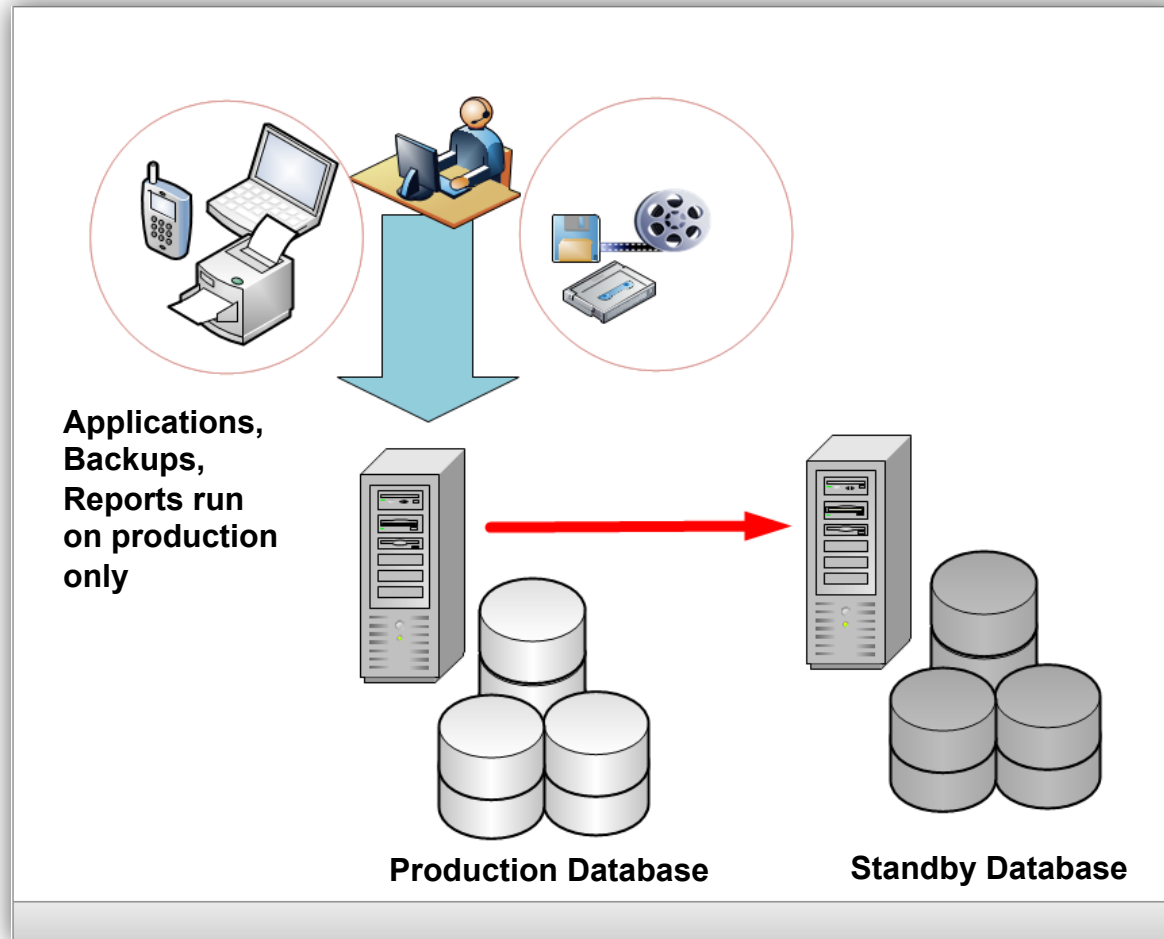 Applications,
Backups,
Reports run
on production
only
Production Database
Standby Database